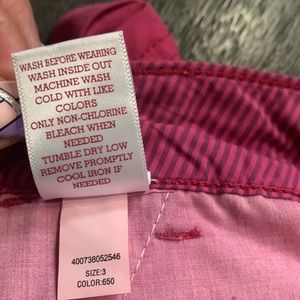 WASH BEFORE WEARING
WASH INSIDE OUT
MACHINE WASH
COLD WITH LIKE
COLORS
ONLY NON-CHLORINE
BLEACH WHEN
NEEDED
TUMBLE DRY LOW
REMOVE PROMPTLY
COOL IRON IF
NEEDED
400738052546
SIZE:3
COLOR:650